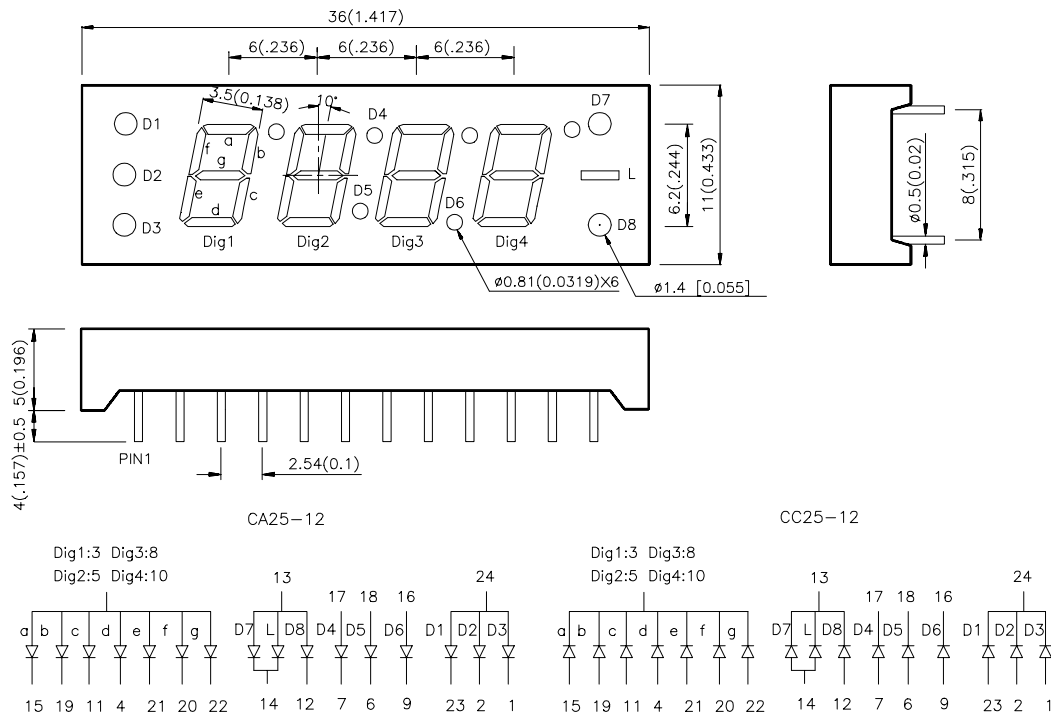 36(1.417)
6(.236) 6(.236) 6(.236)
3.5(0.138) 10°
D1 D4 D7
a
f b
g
D2 L
e c
d
D5
D6
D3 D8
Dig1 Dig2 Dig3 Dig4
6.2(.244)
11(0.433)
ø0.5(0.02)
8(.315)
ø0.81(0.0319)X6
ø1.4 [0.055]
5(0.196)
4(.157)±0.5
PIN1
2.54(0.1)
CA25-12 CC25-12
Dig1:3 Dig3:8
Dig2:5 Dig4:10
13
17 18 16
24
a b c d e f g D7 L D8 D4 D5 D6 D1 D2 D3
15 19 11 4 21 20 22 14 12 7 6 9 23 2 1
Dig1:3 Dig3:8
Dig2:5 Dig4:10
13
17 18 16
24
a b c d e f g D7 L D8 D4 D5 D6 D1 D2 D3
15 19 11 4 21 20 22 14 12 7 6 9 23 2 1